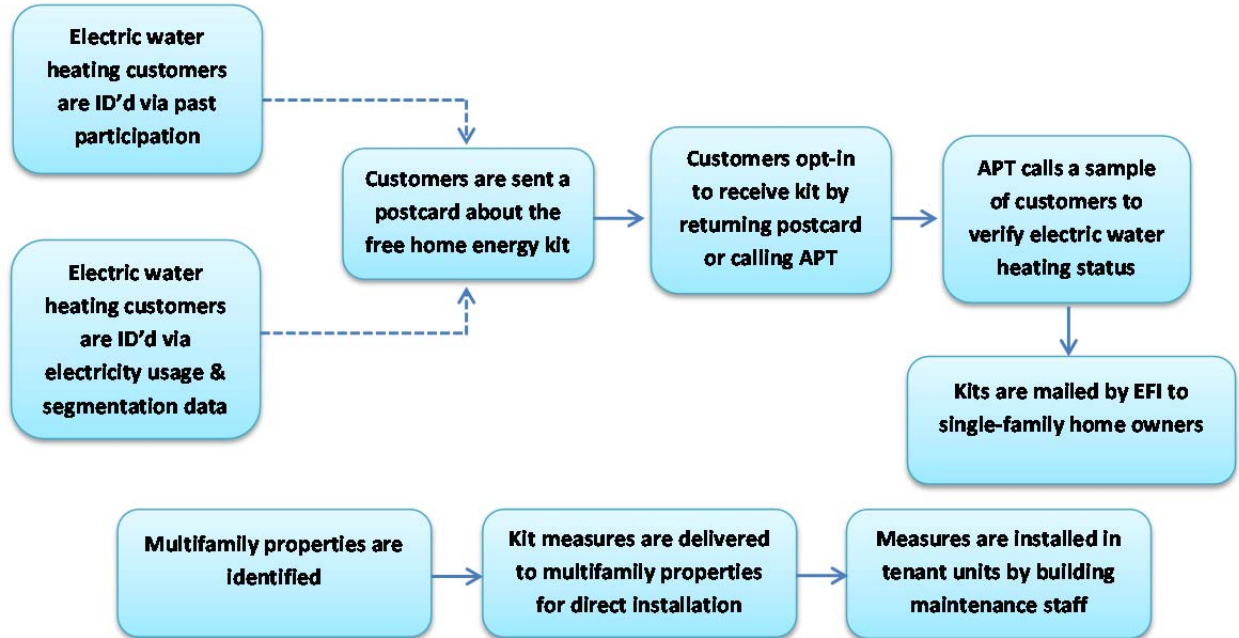 Electric water
heating customers
are ID'd via past
participation
Electric water
heating customers
are ID'd via
electricity usage &
segmentation data
Customers are sent a
postcard about the
free home energy kit
Customers opt-in
to receive kit by
returning postcard
or calling APT
APT calls a sample
of customers to
verify electric water
heating status
Kits are mailed by EFI to
single-family home owners
Multifamily properties are
identified
Kit measures are delivered
to multifamily properties
for direct installation
Measures are installed in
tenant units by building
maintenance staff